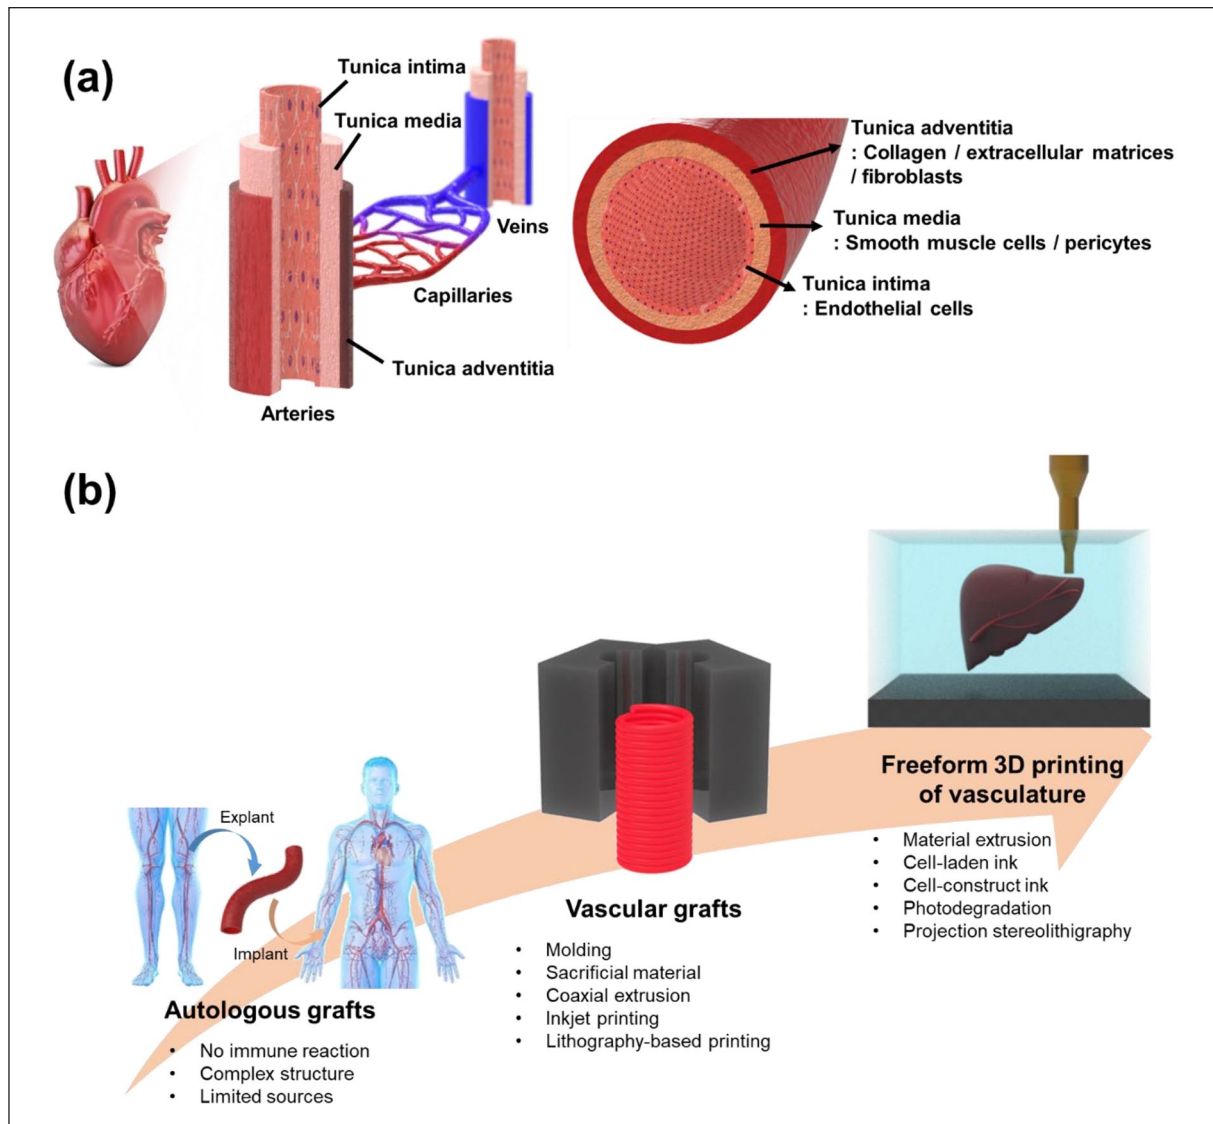 (a)
Tunica intima
Tunica media
Veins
Capillaries
Tunica adventitia
Arteries
Tunica adventitia
: Collagen / extracellular matrices
/ fibroblasts
Tunica media
: Smooth muscle cells / pericytes
Tunica intima
: Endothelial cells
(b)
Explant
Implant
Autologous grafts
• No immune reaction
• Complex structure
• Limited sources
Vascular grafts
• Molding
• Sacrificial material
• Coaxial extrusion
• Inkjet printing
• Lithography-based printing
Freeform 3D printing
of vasculature
• Material extrusion
• Cell-laden ink
• Cell-construct ink
• Photodegradation
• Projection stereolithigraphy